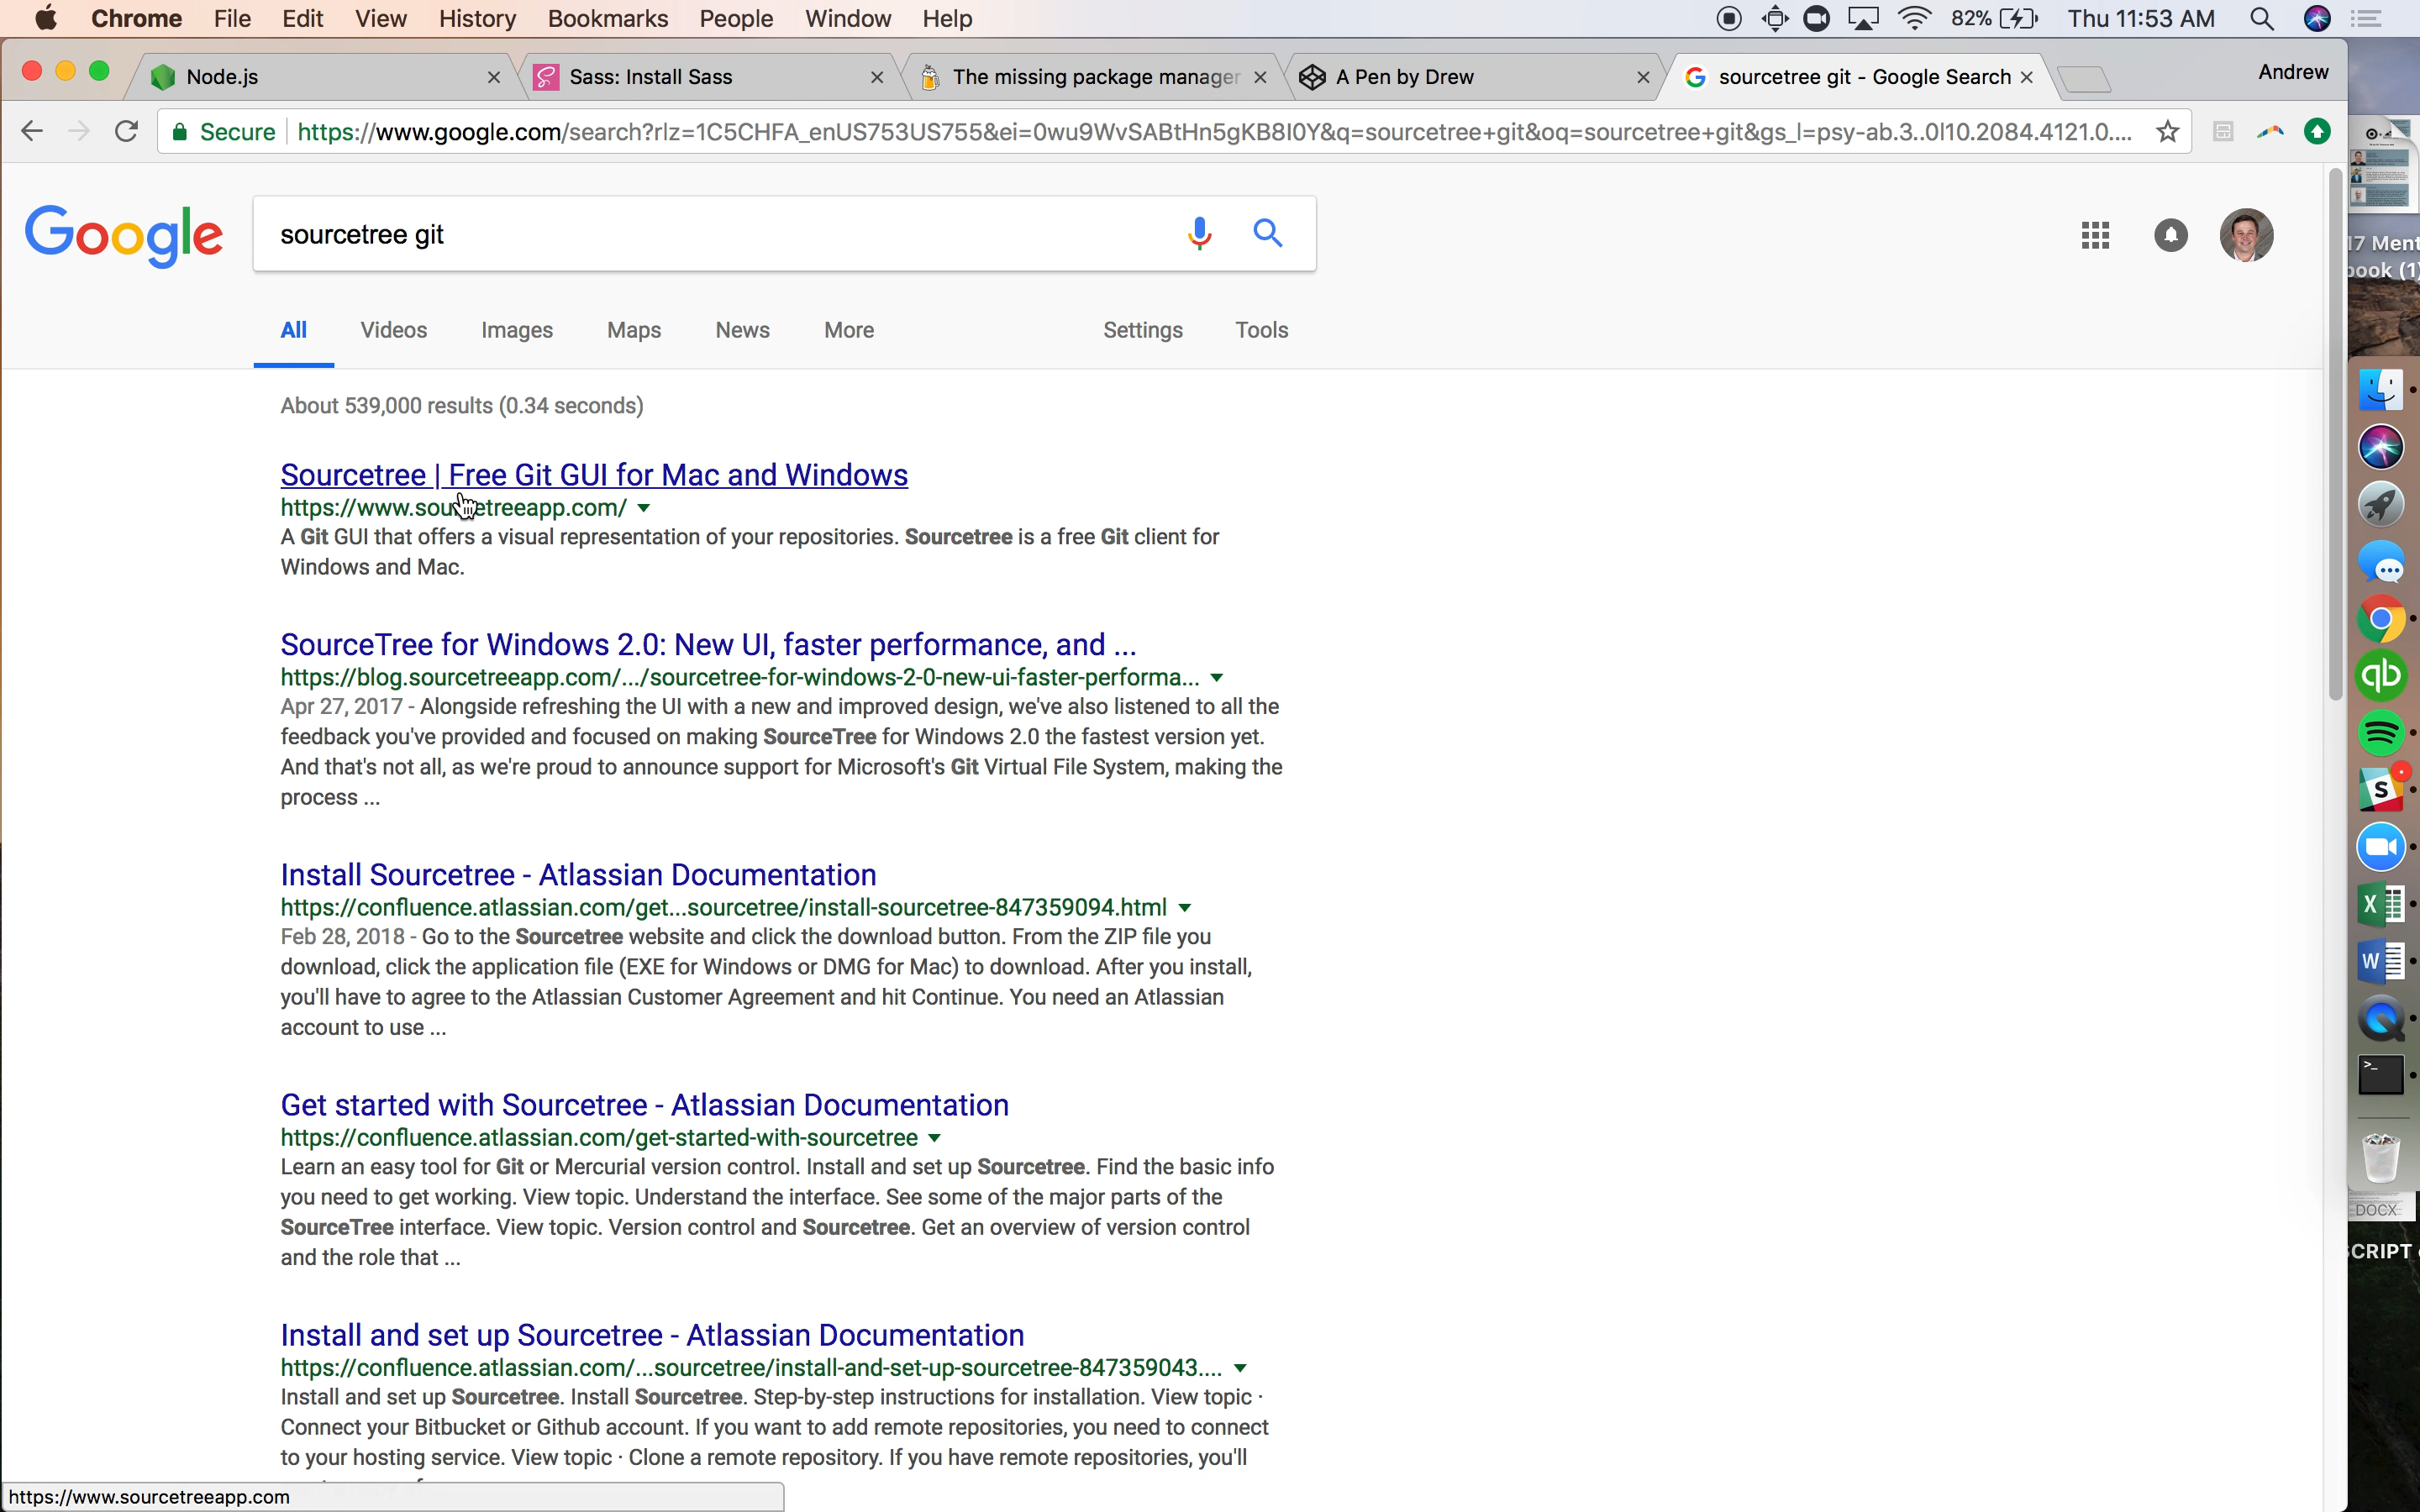 Chrome File Edit View History Bookmarks People Window Help 82% Thu 11:53 AM
Node.js Sass: Install Sass The missing package manager A Pen by Drew sourcetree git - Google Search Andrew
Secure https://www.google.com/search?rlz=1C5CHFA_enUS753US755&ei=0wu9WvSABtHn5gKB8I0Y&q=sourcetree+git&oq=sourcetree+git&gs_l=psy-ab.3..0l10.2084.4121.0....
Google sourcetree git
17 Ment
book (1)
All Videos Images Maps News More Settings Tools
About 539,000 results (0.34 seconds)
Sourcetree | Free Git GUI for Mac and Windows
https://www.sourcetreeapp.com/
A Git GUI that offers a visual representation of your repositories. Sourcetree is a free Git client for
Windows and Mac.
SourceTree for Windows 2.0: New UI, faster performance, and ...
https://blog.sourcetreeapp.com/.../sourcetree-for-windows-2-0-new-ui-faster-performa...
Apr 27, 2017 - Alongside refreshing the UI with a new and improved design, we've also listened to all the
feedback you've provided and focused on making SourceTree for Windows 2.0 the fastest version yet.
And that's not all, as we're proud to announce support for Microsoft's Git Virtual File System, making the
process ...
Install Sourcetree - Atlassian Documentation
https://confluence.atlassian.com/get...sourcetree/install-sourcetree-847359094.html
Feb 28, 2018 - Go to the Sourcetree website and click the download button. From the ZIP file you
download, click the application file (EXE for Windows or DMG for Mac) to download. After you install,
you'll have to agree to the Atlassian Customer Agreement and hit Continue. You need an Atlassian
account to use ...
Get started with Sourcetree - Atlassian Documentation
https://confluence.atlassian.com/get-started-with-sourcetree
Learn an easy tool for Git or Mercurial version control. Install and set up Sourcetree. Find the basic info
you need to get working. View topic. Understand the interface. See some of the major parts of the
SourceTree interface. View topic. Version control and Sourcetree. Get an overview of version control
and the role that ...
DOCX
SCRIPT
Install and set up Sourcetree - Atlassian Documentation
https://confluence.atlassian.com/...sourcetree/install-and-set-up-sourcetree-847359043....
Install and set up Sourcetree. Install Sourcetree. Step-by-step instructions for installation. View topic ·
Connect your Bitbucket or Github account. If you want to add remote repositories, you need to connect
to your hosting service. View topic · Clone a remote repository. If you have remote repositories, you'll
https://www.sourcetreeapp.com